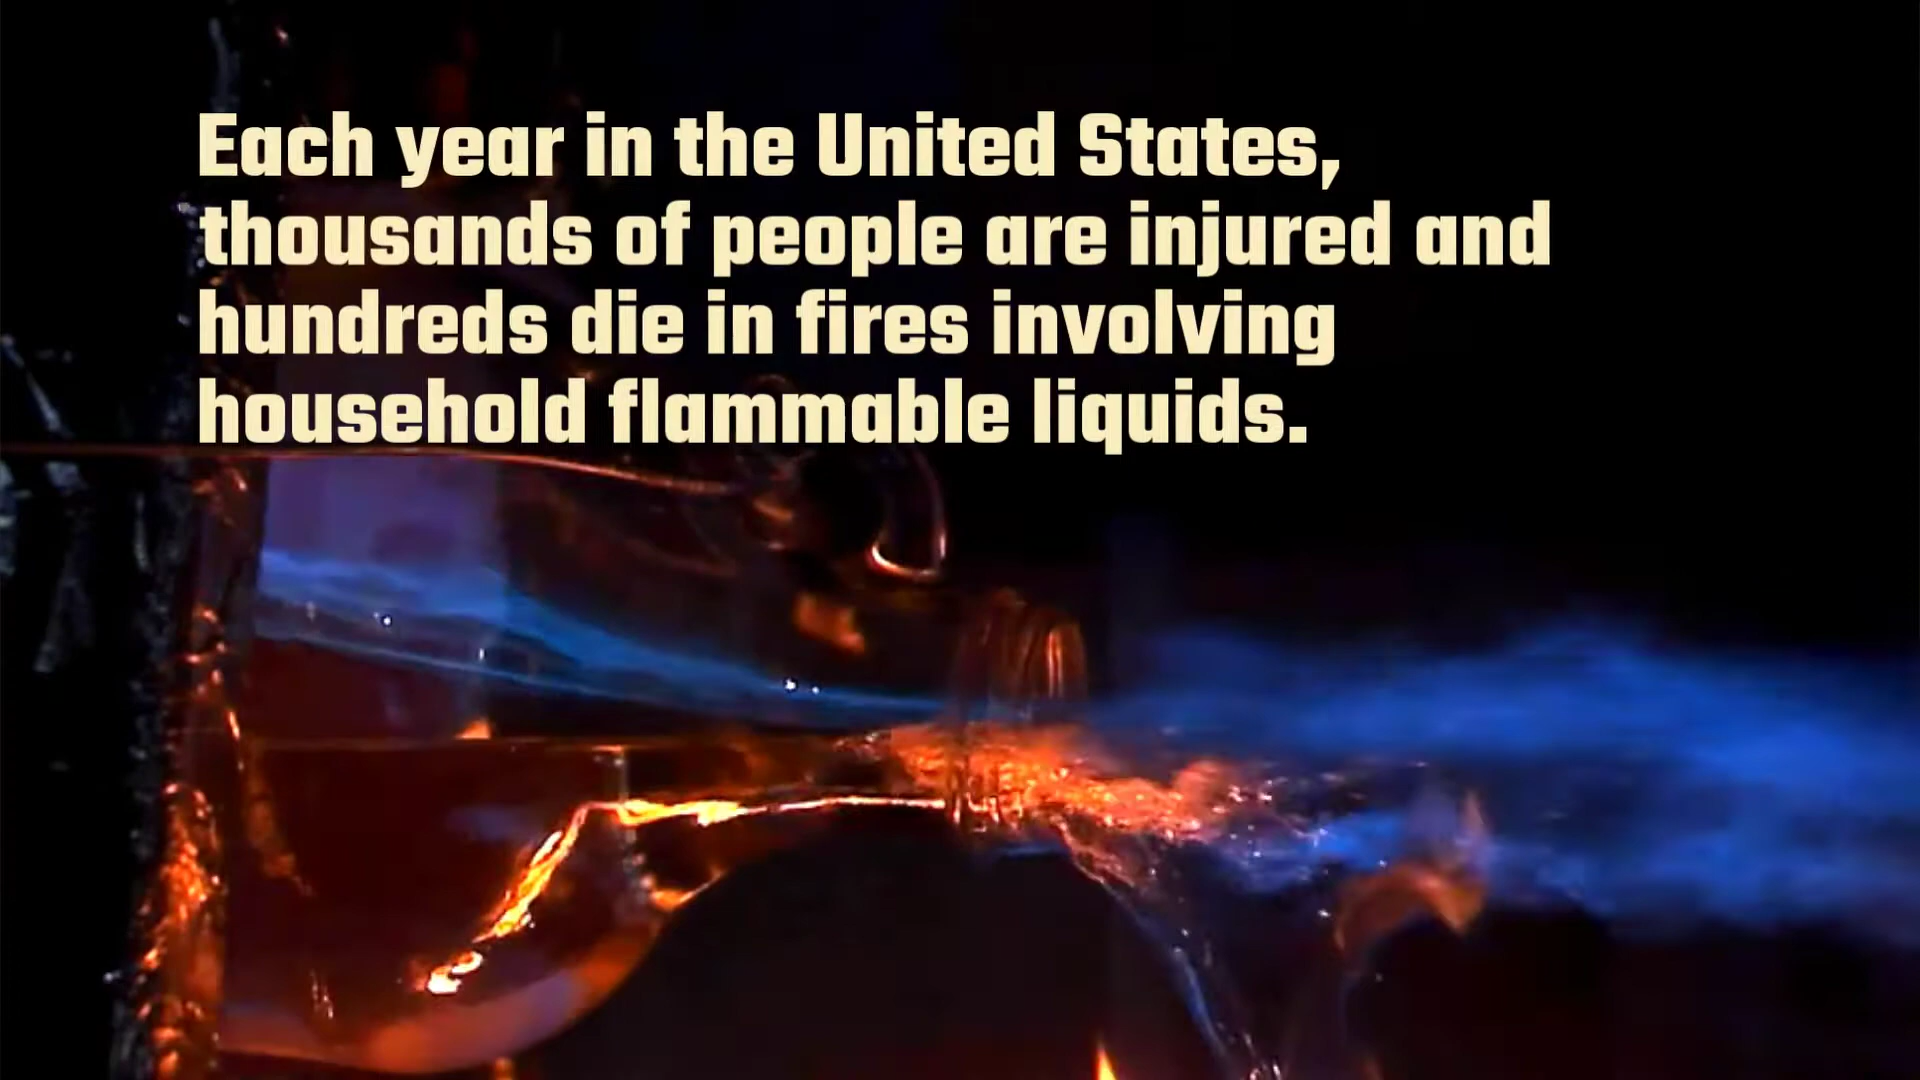 Each year in the United States,
thousands of people are injured and
hundreds die in fires involving
household flammable liquids.